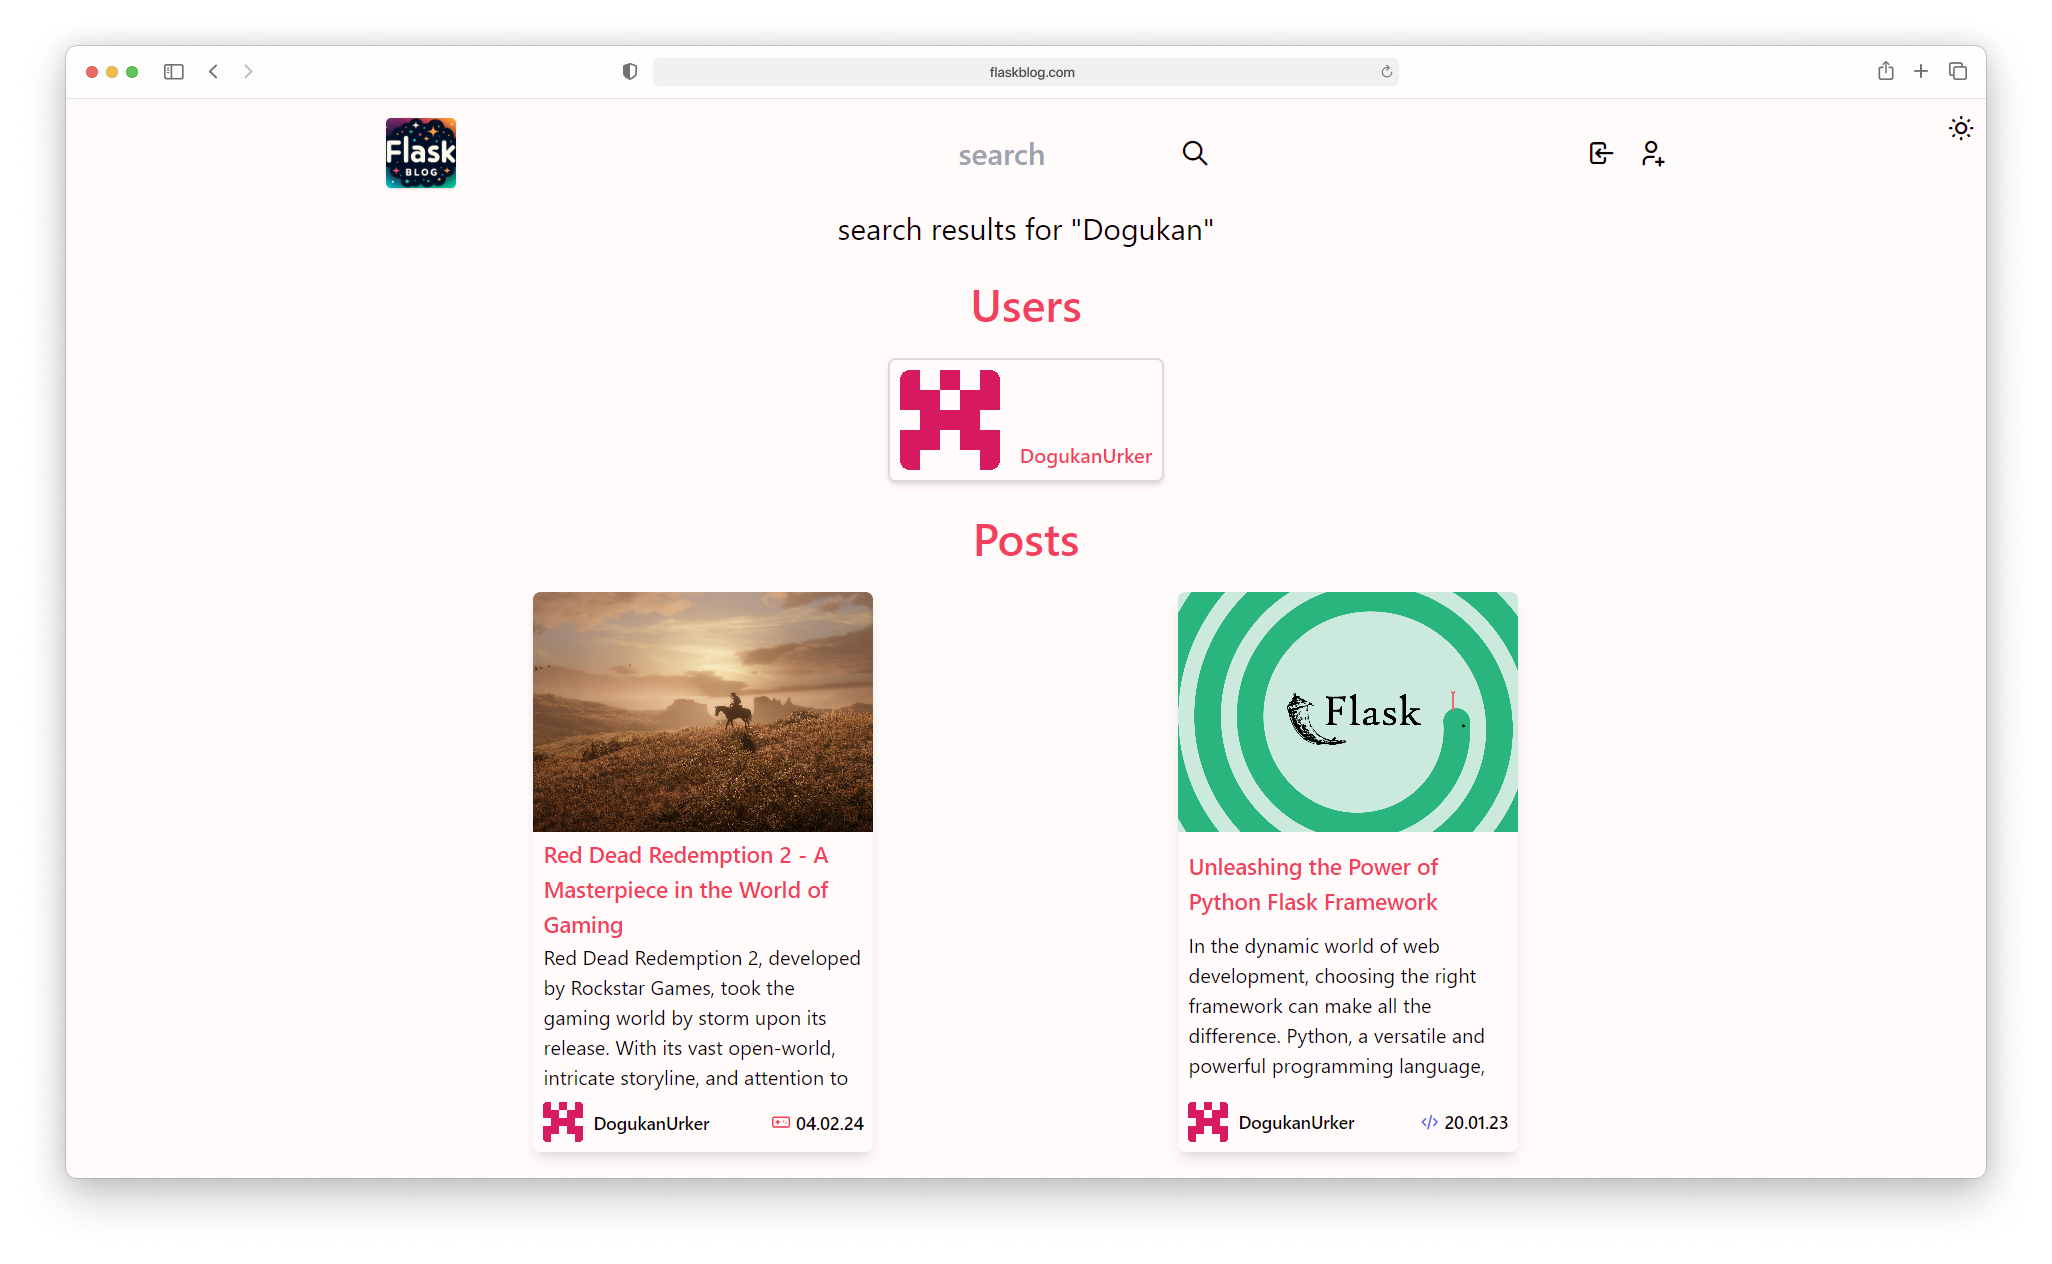 flaskblog.com
Flask
BLOG
search
search results for "Dogukan"
Users
DogukanUrker
Posts
Flask
Red Dead Redemption 2 - A
Masterpiece in the World of
Gaming
Red Dead Redemption 2, developed
by Rockstar Games, took the
gaming world by storm upon its
release. With its vast open-world,
intricate storyline, and attention to
DogukanUrker
04.02.24
Unleashing the Power of
Python Flask Framework
In the dynamic world of web
development, choosing the right
framework can make all the
difference. Python, a versatile and
powerful programming language,
DogukanUrker
20.01.23